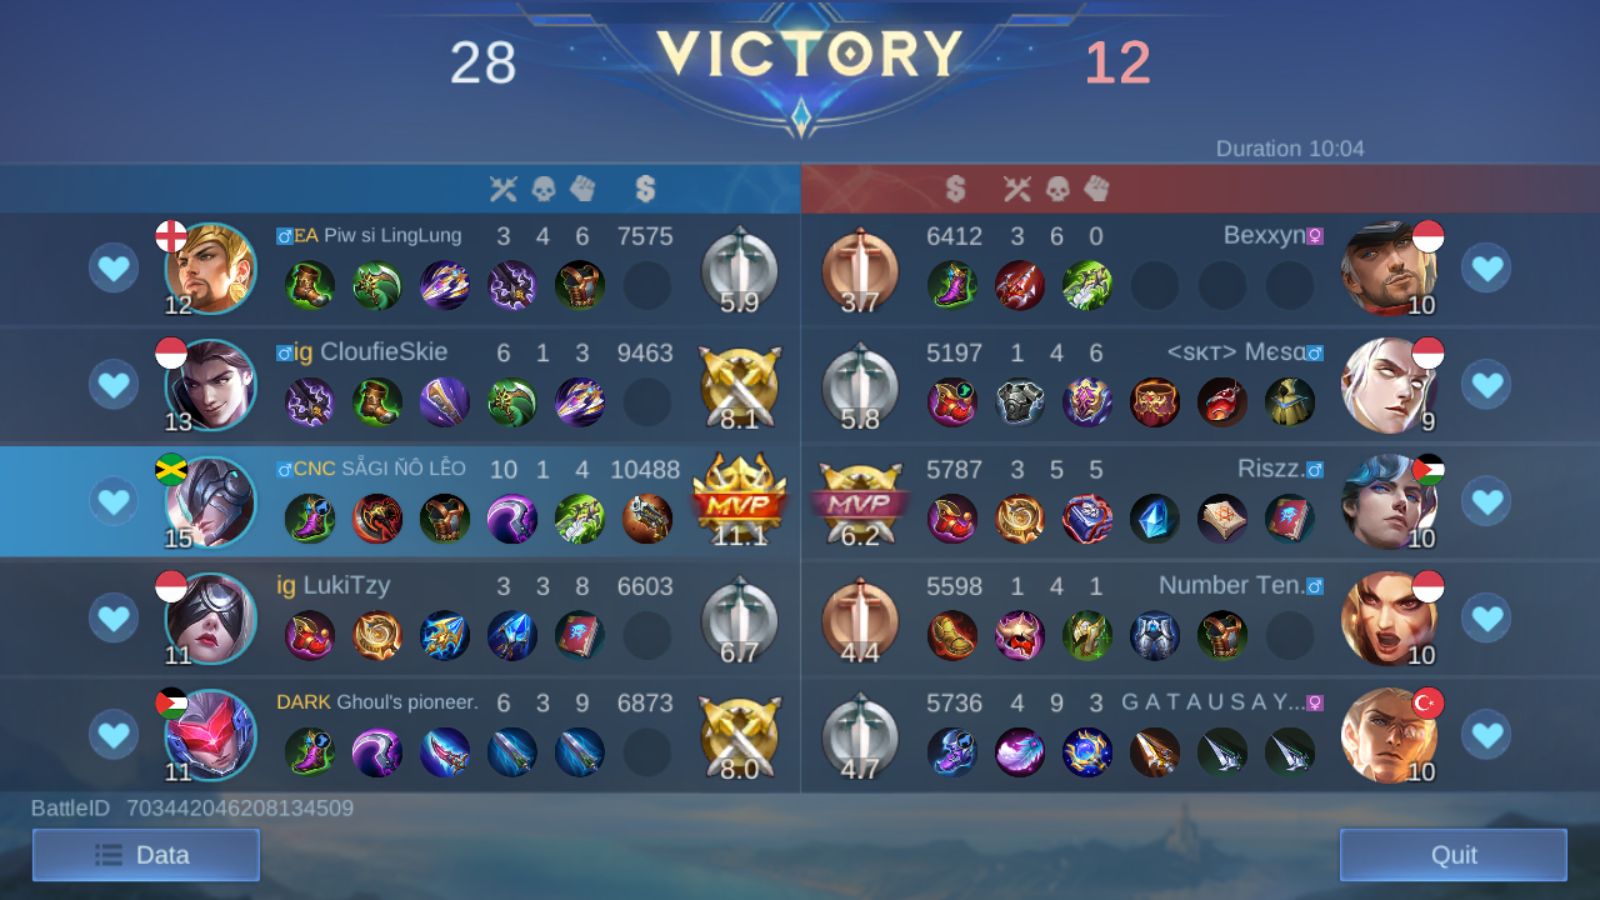 28 VICTORY 12
Duration 10:04
EA Piw si LingLung 3 4 6 7575
12 5.9
6412 3 6 0 Bexxyn
3.7 10
ig CloufieSkie 6 1 3 9463
13 8.1
5197 1 4 6 <SKT> Mєsɑ
5.8 9
CNC SẴGI ÑÔ LỄO 10 1 4 10488
15 MVP 11.1
5787 3 5 5 Riszz.
MVP 6.2 10
ig LukiTzy 3 3 8 6603
11 6.7
5598 1 4 1 Number Ten.
4.4 10
DARK Ghoul's pioneer. 6 3 9 6873
11 8.0
5736 4 9 3 G A T A U S A Y...
4.7 10
BattleID 703442046208134509
Data
Quit